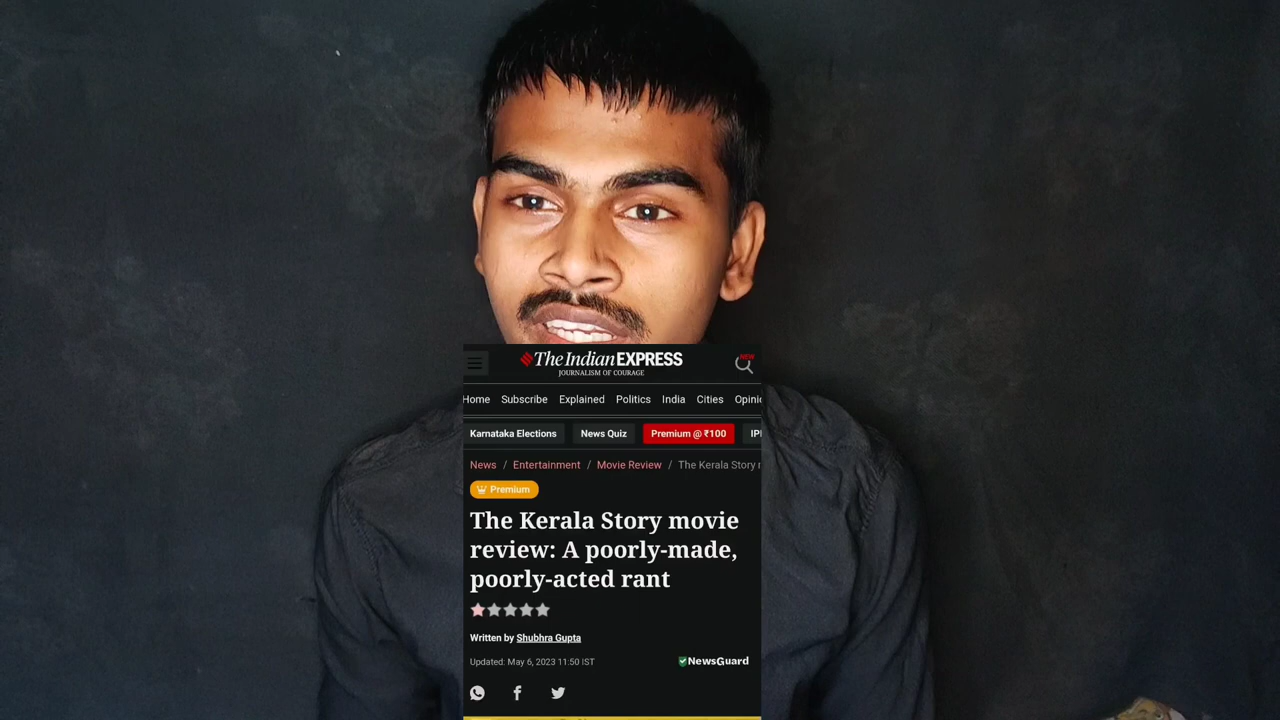 The Indian EXPRESS
JOURNALISM OF COURAGE
NEW
Home Subscribe Explained Politics India Cities
Karnataka Elections News Quiz Premium @ ₹100
News / Entertainment / Movie Review / The Kerala Story
Premium
The Kerala Story movie
review: A poorly-made,
poorly-acted rant
Written by Shubhra Gupta
Updated: May 6, 2023 11:50 IST
NewsGuard